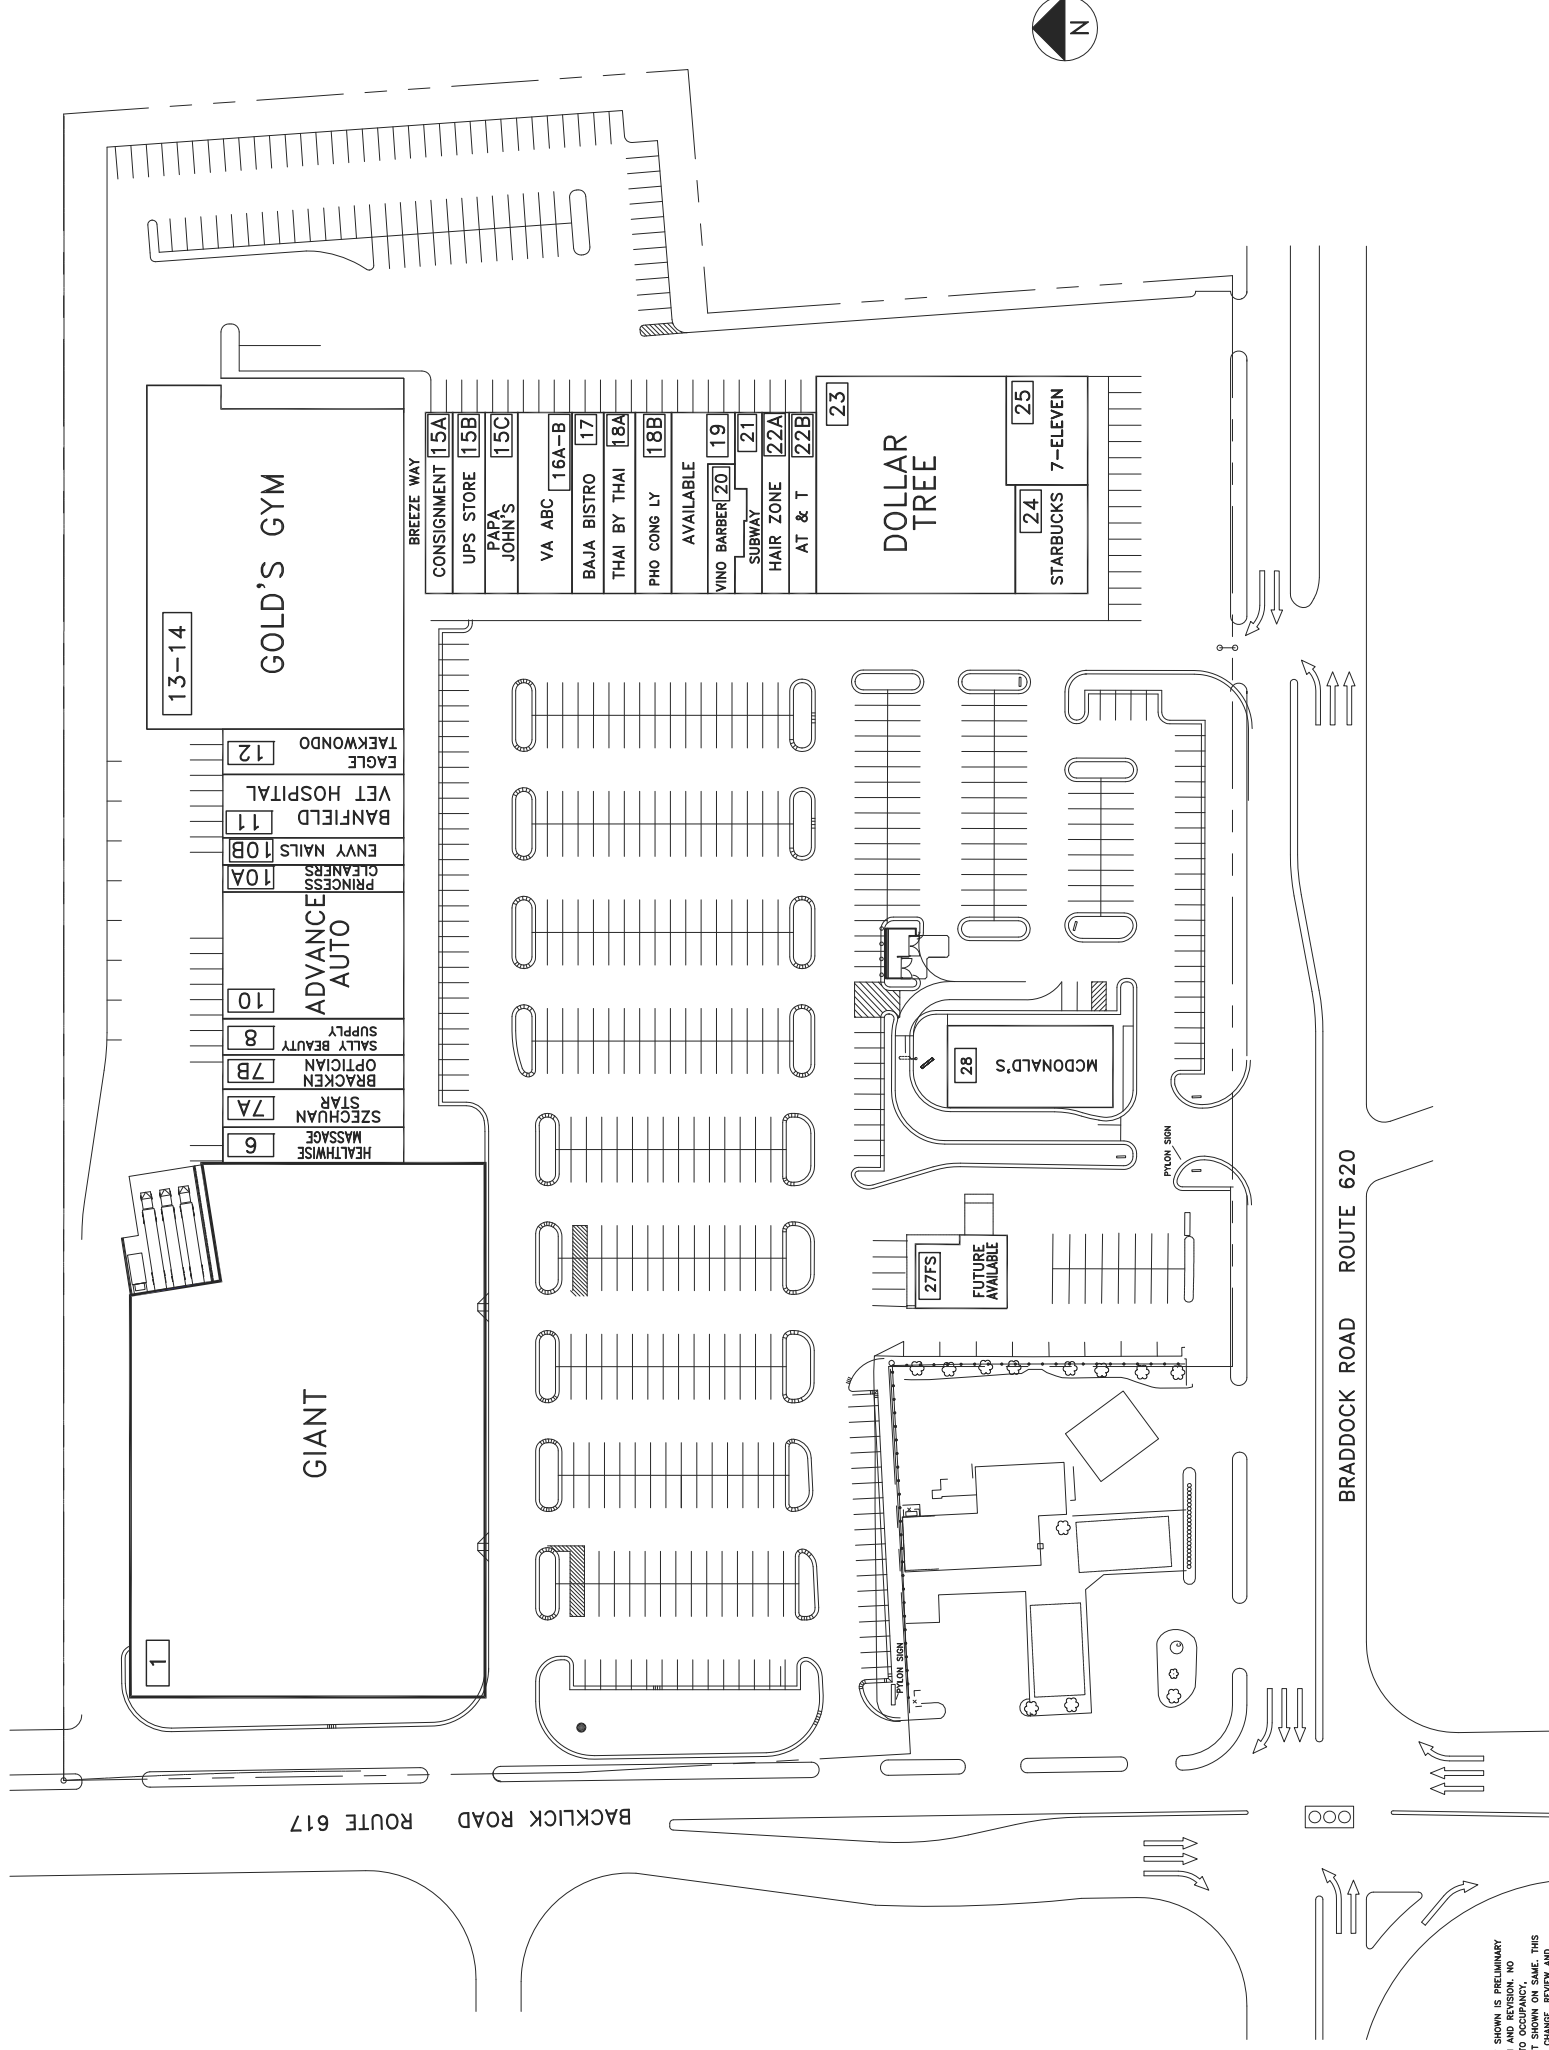 N
13-14
GOLD'S GYM
BREEZE WAY
CONSIGNMENT 15A
UPS STORE 15B
PAPA
JOHN'S
15C
VA ABC 16A-B
BAJA BISTRO 17
THAI BY THAI 18A
PHO CONG LY 18B
AVAILABLE 19
VINO BARBER 20
SUBWAY 21
HAIR ZONE 22A
AT & T 22B
23
DOLLAR
TREE
24
STARBUCKS
25
7-ELEVEN
12
EAGLE
TAEKWONDO
11
BANFIELD
VET HOSPITAL
10B ENVY NAILS
10A
PRINCESS
CLEANERS
10
ADVANCE
AUTO
8
SALLY BEAUTY
SUPPLY
7B
BRACKEN
OPTICIAN
7A
SZECHUAN
STAR
6
HEALTHWISE
MASSAGE
GIANT
1
28
MCDONALD'S
PYLON SIGN
27FS
FUTURE
AVAILABLE
PYLON SIGN
BRADDOCK ROAD ROUTE 620
BACKLICK ROAD ROUTE 617
SHOWN IS PRELIMINARY
AND REVISION. NO
TO OCCUPANCY,
T SHOWN ON SAME. THIS
CHANGE, REVIEW AND